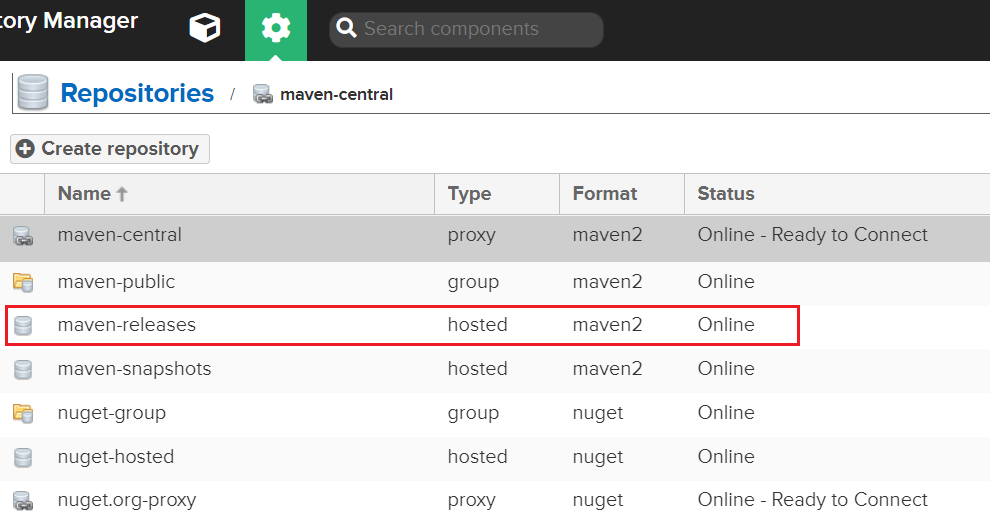 tory Manager
Search components
Repositories / maven-central
Create repository
Name Type Format Status
maven-central proxy maven2 Online - Ready to Connect
maven-public group maven2 Online
maven-releases hosted maven2 Online
maven-snapshots hosted maven2 Online
nuget-group group nuget Online
nuget-hosted hosted nuget Online
nuget.org-proxy proxy nuget Online - Ready to Connect